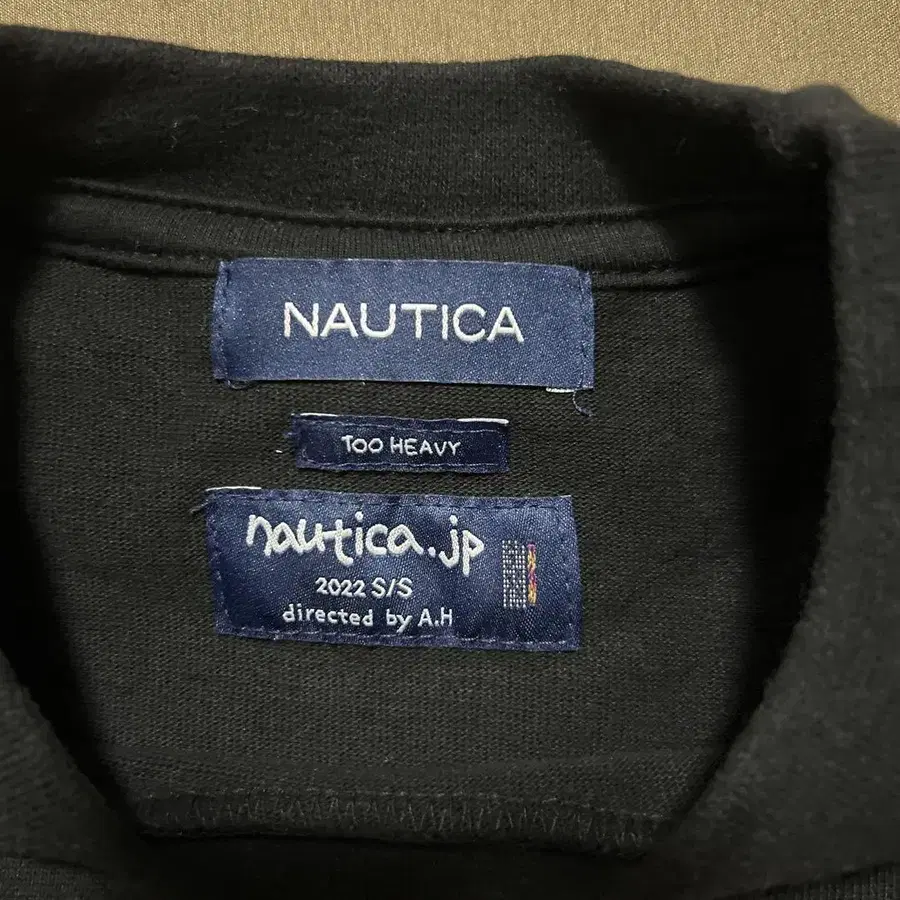 NAUTICA
TOO HEAVY
nautica.jp
2022 S/S
directed by A.H